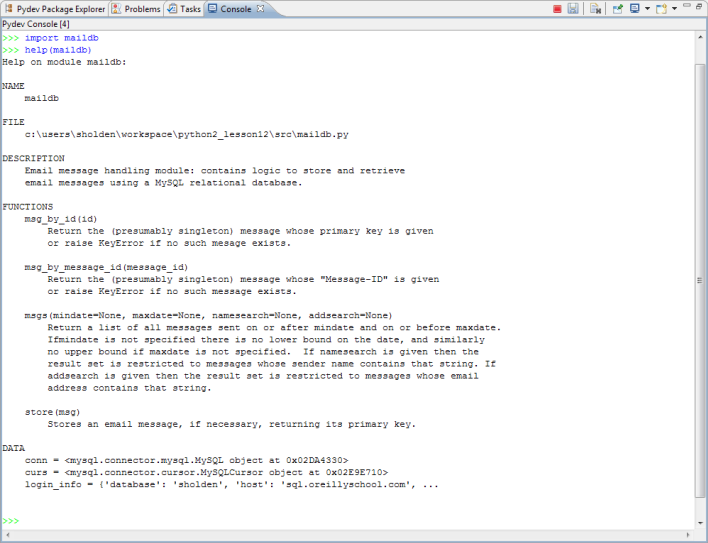 Pydev Package Explorer Problems Tasks Console
Pydev Console [4]
>>> import maildb
>>> help(maildb)
Help on module maildb:
NAME
maildb
FILE
c:\users\sholden\workspace\python2_lesson12\src\maildb.py
DESCRIPTION
Email message handling module: contains logic to store and retrieve
email messages using a MySQL relational database.
FUNCTIONS
msg_by_id(id)
Return the (presumably singleton) message whose primary key is given
or raise KeyError if no such mesage exists.
msg_by_message_id(message_id)
Return the (presumably singleton) message whose "Message-ID" is given
or raise KeyError if no such message exists.
msgs(mindate=None, maxdate=None, namesearch=None, addsearch=None)
Return a list of all messages sent on or after mindate and on or before maxdate.
Ifmindate is not specified there is no lower bound on the date, and similarly
no upper bound if maxdate is not specified.  If namesearch is given then the
result set is restricted to messages whose sender name contains that string. If
addsearch is given then the result set is restricted to messages whose email
address contains that string.
store(msg)
Stores an email message, if necessary, returning its primary key.
DATA
conn = <mysql.connector.mysql.MySQL object at 0x02DA4330>
curs = <mysql.connector.cursor.MySQLCursor object at 0x02E9E710>
login_info = {'database': 'sholden', 'host': 'sql.oreillyschool.com', ...
>>>